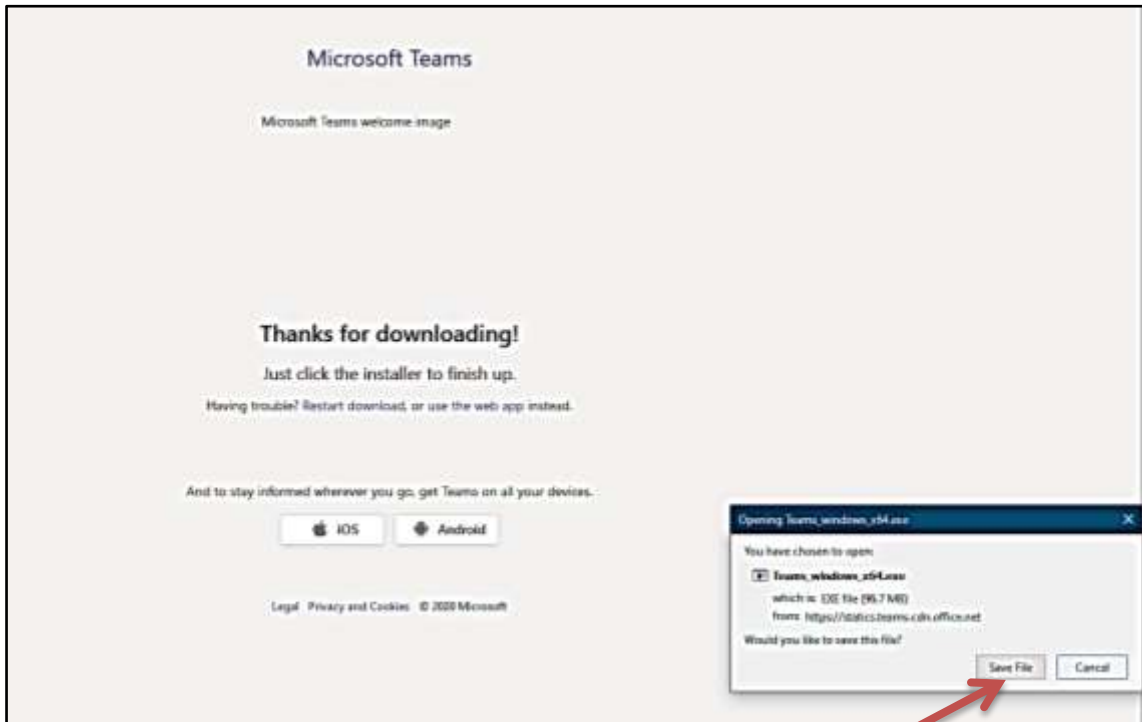 Microsoft Teams
Microsoft Teams welcome image
Thanks for downloading!
Just click the installer to finish up.
Having trouble? Restart download, or use the web app instead.
And to stay informed wherever you go, get Teams on all your devices.
iOS Android
Legal Privacy and Cookies © 2020 Microsoft
Opening Teams_windows_x64.exe
You have chosen to open:
Teams_windows_x64.exe
which is: EXE file (96.7 MB)
from: https://statics.teams.cdn.office.net
Would you like to save this file?
Save File Cancel